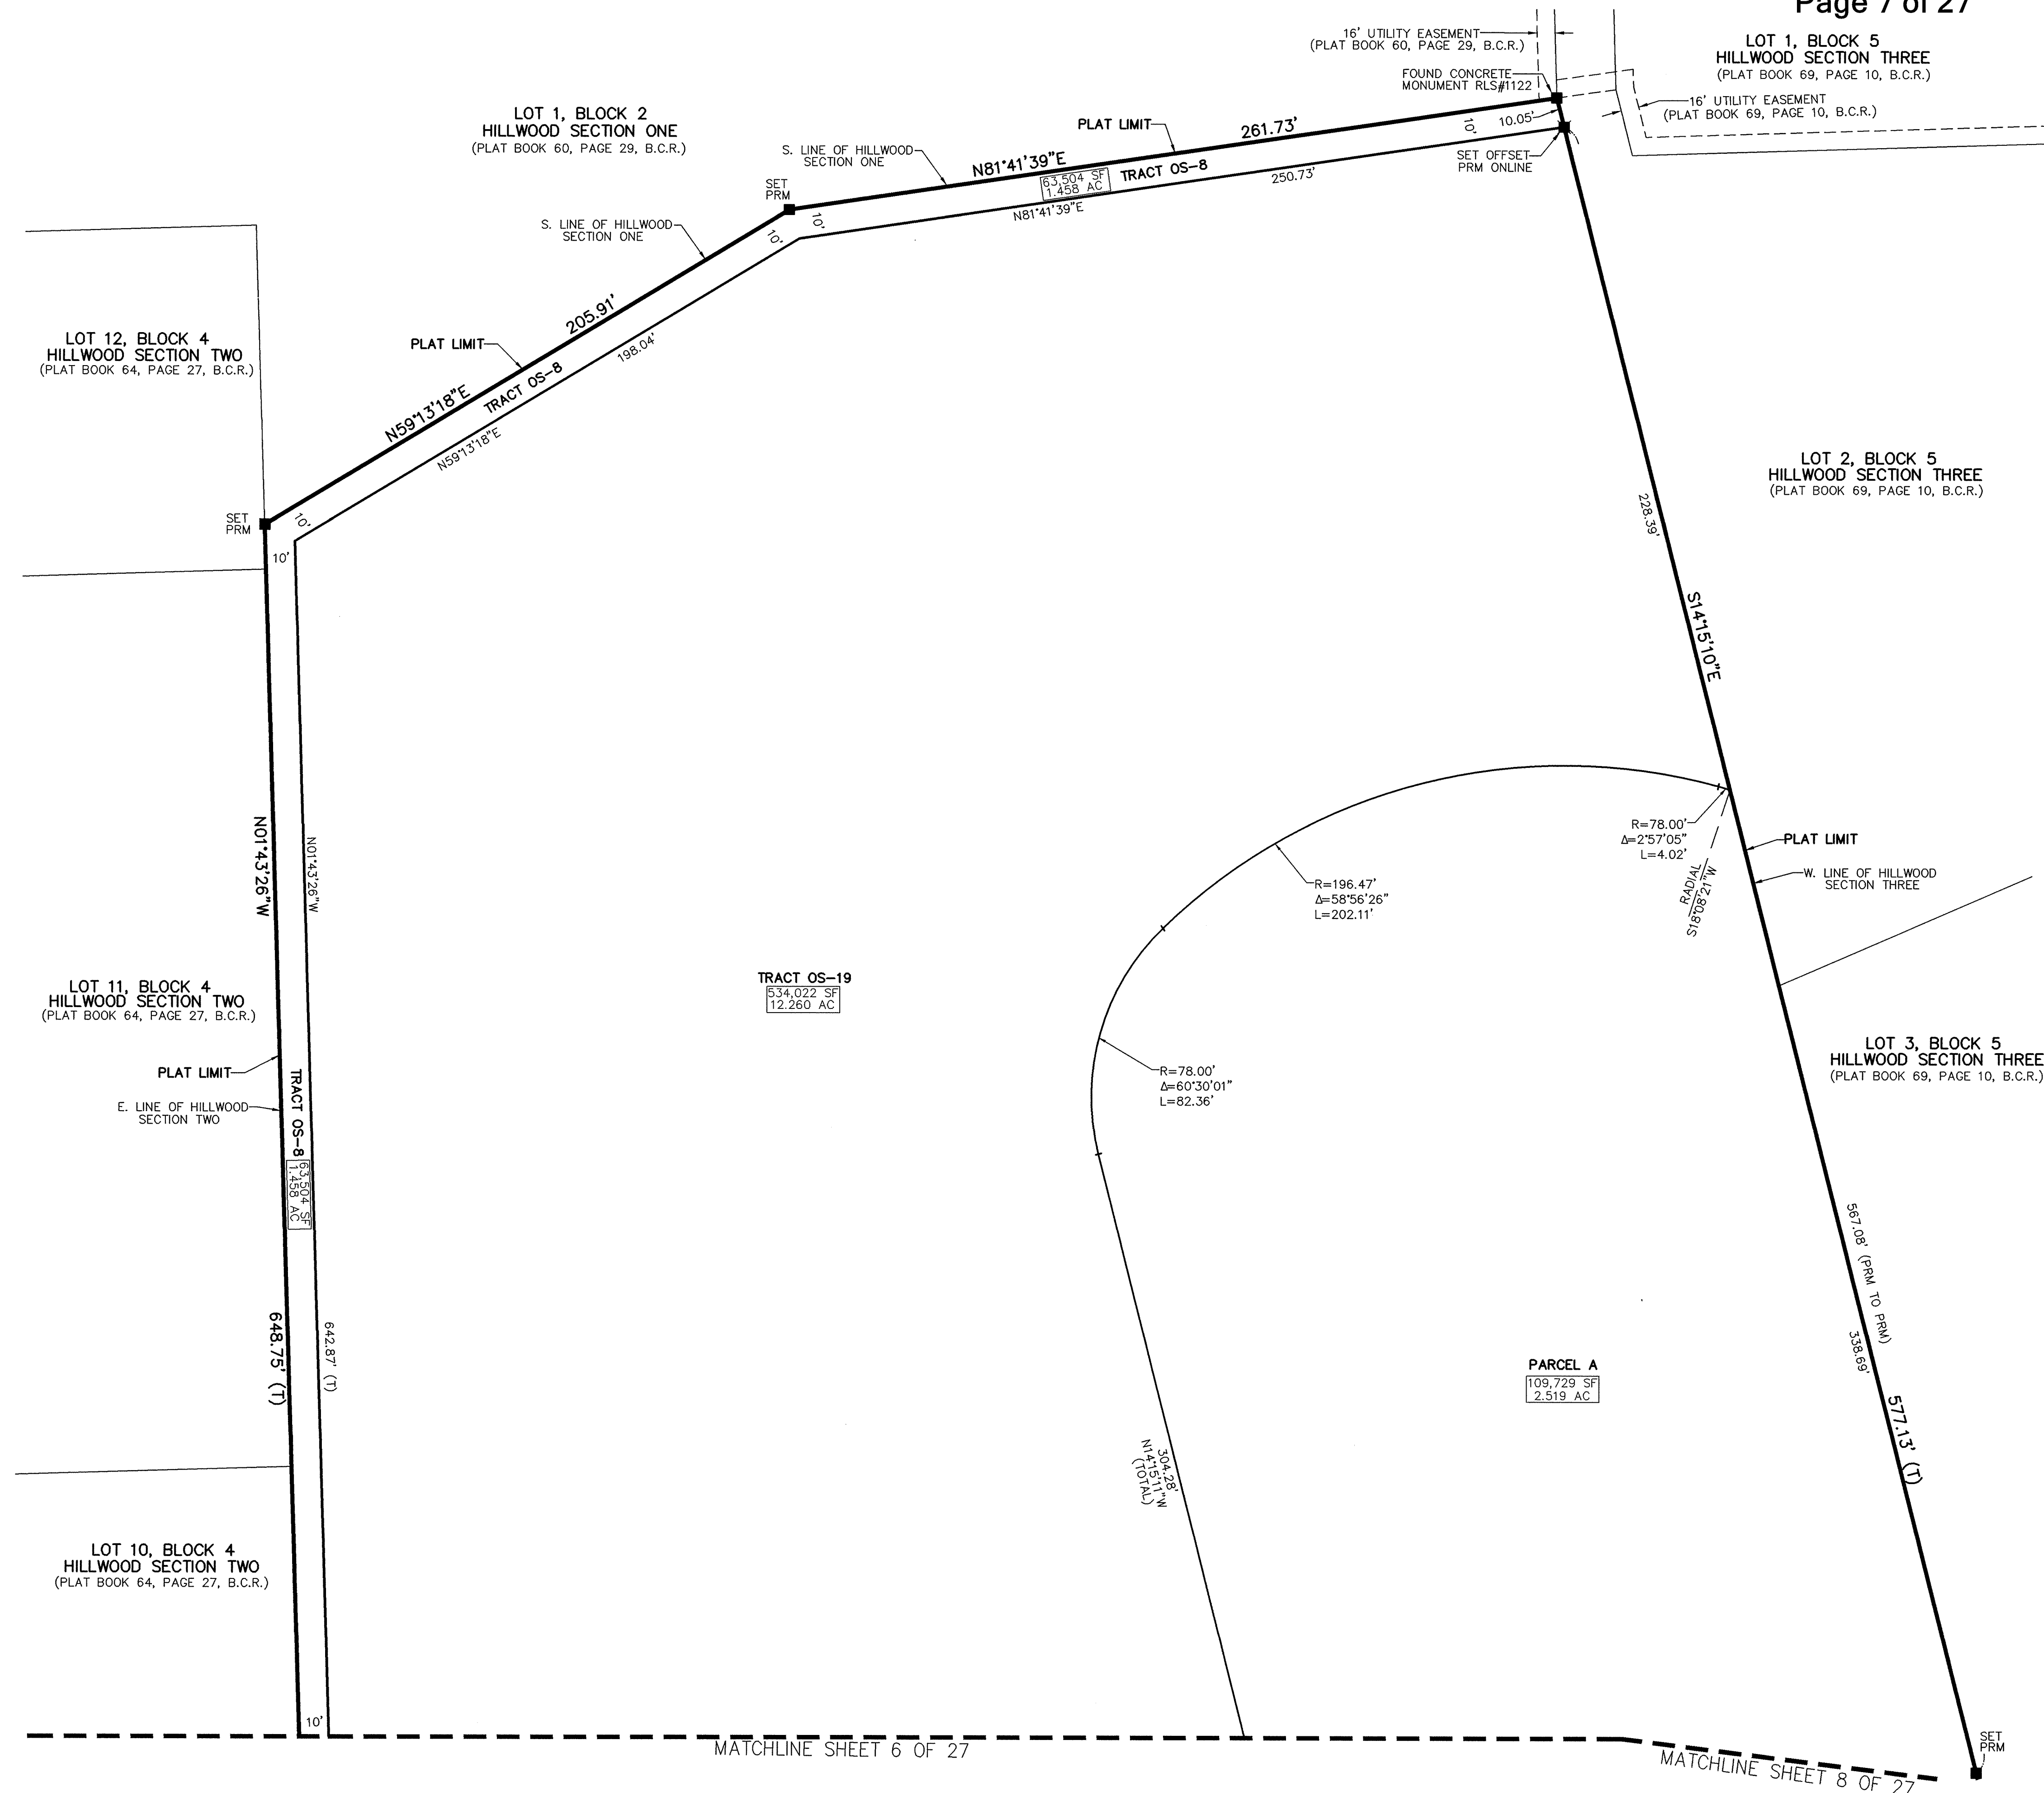 Page 7 of 27
16' UTILITY EASEMENT
(PLAT BOOK 60, PAGE 29, B.C.R.)
LOT 1, BLOCK 5
HILLWOOD SECTION THREE
(PLAT BOOK 69, PAGE 10, B.C.R.)
FOUND CONCRETE
MONUMENT RLS#1122
16' UTILITY EASEMENT
(PLAT BOOK 69, PAGE 10, B.C.R.)
LOT 1, BLOCK 2
HILLWOOD SECTION ONE
(PLAT BOOK 60, PAGE 29, B.C.R.)
PLAT LIMIT
261.73'
10'
10.05'
S. LINE OF HILLWOOD
SECTION ONE
N81°41'39"E
63,504 SF
1.458 AC
TRACT OS-8
250.73'
N81°41'39"E
SET OFFSET
PRM ONLINE
SET
PRM
10'
10'
S. LINE OF HILLWOOD
SECTION ONE
205.91'
PLAT LIMIT
198.04'
TRACT OS-8
N59°13'18"E
N59°13'18"E
LOT 12, BLOCK 4
HILLWOOD SECTION TWO
(PLAT BOOK 64, PAGE 27, B.C.R.)
SET
PRM
10'
10'
LOT 2, BLOCK 5
HILLWOOD SECTION THREE
(PLAT BOOK 69, PAGE 10, B.C.R.)
228.39'
S14°15'10"E
N01°43'26"W
N01°43'26"W
R=78.00'
Δ=2°57'05"
L=4.02'
PLAT LIMIT
W. LINE OF HILLWOOD
SECTION THREE
RADIAL
S18°08'21"W
R=196.47'
Δ=58°56'26"
L=202.11'
TRACT OS-19
534,022 SF
12.260 AC
LOT 11, BLOCK 4
HILLWOOD SECTION TWO
(PLAT BOOK 64, PAGE 27, B.C.R.)
PLAT LIMIT
E. LINE OF HILLWOOD
SECTION TWO
TRACT OS-8
63,504 SF
1.458 AC
R=78.00'
Δ=60°30'01"
L=82.36'
LOT 3, BLOCK 5
HILLWOOD SECTION THREE
(PLAT BOOK 69, PAGE 10, B.C.R.)
567.08' (PRM TO PRM)
338.69'
577.13' (T)
648.75' (T)
642.87' (T)
PARCEL A
109,729 SF
2.519 AC
304.28'
N14°15'11"W
(TOTAL)
LOT 10, BLOCK 4
HILLWOOD SECTION TWO
(PLAT BOOK 64, PAGE 27, B.C.R.)
10'
MATCHLINE SHEET 6 OF 27
MATCHLINE SHEET 8 OF 27
SET
PRM